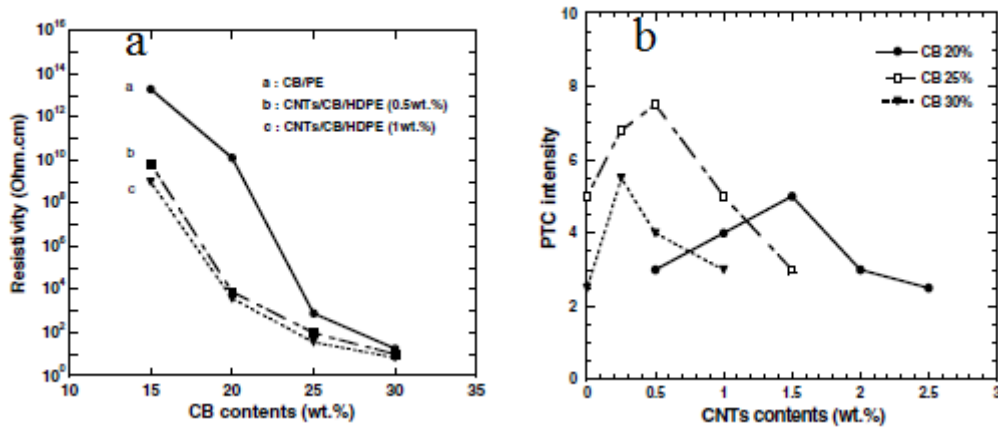 a
a : CB/PE
b : CNTs/CB/HDPE (0.5wt.%)
c : CNTs/CB/HDPE (1wt.%)
a
b
c
10^16
10^14
10^12
10^10
10^8
10^6
10^4
10^2
10^0
Resistivity (Ohm.cm)
10 15 20 25 30 35
CB contents (wt.%)
b
CB 20%
CB 25%
CB 30%
10
8
6
4
2
0
PTC intensity
0 0.5 1 1.5 2 2.5 3
CNTs contents (wt.%)